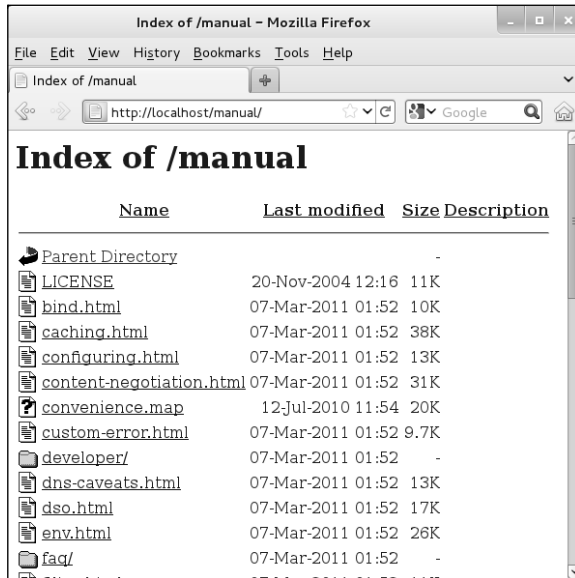 Index of /manual - Mozilla Firefox
File Edit View History Bookmarks Tools Help
Index of /manual
http://localhost/manual/ Google
Index of /manual
Name Last modified Size Description
Parent Directory -
LICENSE 20-Nov-2004 12:16 11K
bind.html 07-Mar-2011 01:52 10K
caching.html 07-Mar-2011 01:52 38K
configuring.html 07-Mar-2011 01:52 13K
content-negotiation.html 07-Mar-2011 01:52 31K
convenience.map 12-Jul-2010 11:54 20K
custom-error.html 07-Mar-2011 01:52 9.7K
developer/ 07-Mar-2011 01:52 -
dns-caveats.html 07-Mar-2011 01:52 13K
dso.html 07-Mar-2011 01:52 17K
env.html 07-Mar-2011 01:52 26K
faq/ 07-Mar-2011 01:52 -